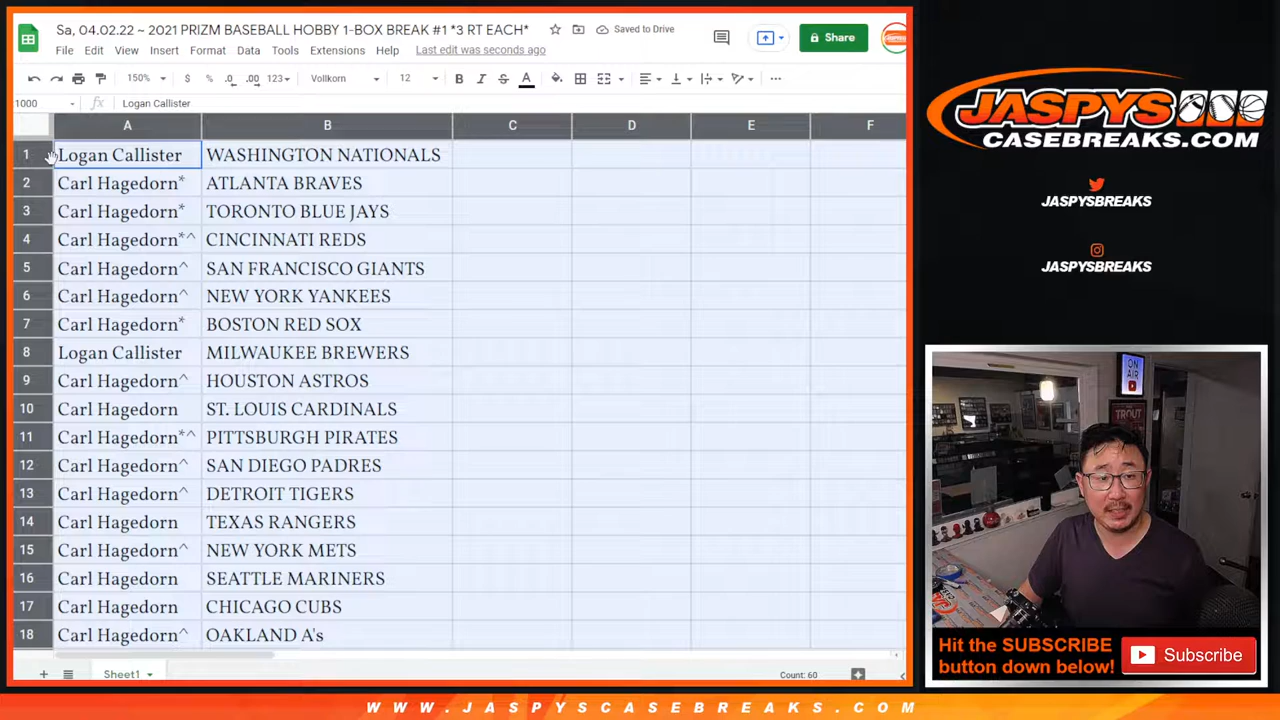 Sa, 04.02.22 ~ 2021 PRIZM BASEBALL HOBBY 1-BOX BREAK #1 *3 RT EACH*
Saved to Drive
File Edit View Insert Format Data Tools Extensions Help Last edit was seconds ago
Share
150% $ % .0 .00 123 Vollkorn 12 B I S A
1000 fx Logan Callister
A B C D E F
1 Logan Callister WASHINGTON NATIONALS
2 Carl Hagedorn* ATLANTA BRAVES
3 Carl Hagedorn* TORONTO BLUE JAYS
4 Carl Hagedorn*^ CINCINNATI REDS
5 Carl Hagedorn^ SAN FRANCISCO GIANTS
6 Carl Hagedorn^ NEW YORK YANKEES
7 Carl Hagedorn* BOSTON RED SOX
8 Logan Callister MILWAUKEE BREWERS
9 Carl Hagedorn^ HOUSTON ASTROS
10 Carl Hagedorn ST. LOUIS CARDINALS
11 Carl Hagedorn*^ PITTSBURGH PIRATES
12 Carl Hagedorn^ SAN DIEGO PADRES
13 Carl Hagedorn^ DETROIT TIGERS
14 Carl Hagedorn TEXAS RANGERS
15 Carl Hagedorn^ NEW YORK METS
16 Carl Hagedorn SEATTLE MARINERS
17 Carl Hagedorn CHICAGO CUBS
18 Carl Hagedorn^ OAKLAND A's
Sheet1
Count: 60
JASPYS
CASEBREAKS.COM
JASPYSBREAKS
JASPYSBREAKS
ON
AIR
TROUT
Hit the SUBSCRIBE
button down below!
Subscribe
WWW.JASPYSCASEBREAKS.COM